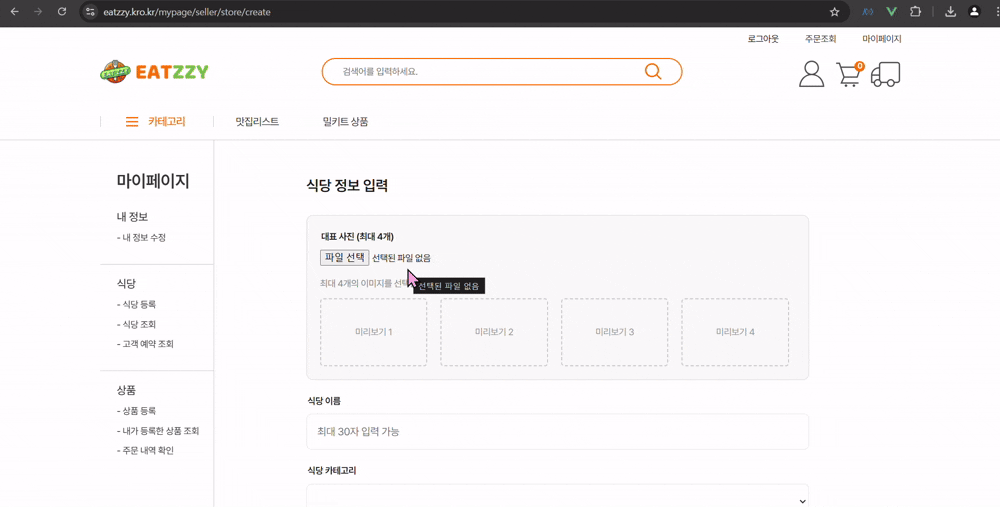 eatzzy.kro.kr/mypage/seller/store/create
로그아웃 주문조회 마이페이지
EATZZY
검색어를 입력하세요.
0
카테고리 맛집리스트 밀키트 상품
마이페이지
내 정보
- 내 정보 수정
식당
- 식당 등록
- 식당 조회
- 고객 예약 조회
상품
- 상품 등록
- 내가 등록한 상품 조회
- 주문 내역 확인
식당 정보 입력
대표 사진 (최대 4개)
파일 선택 선택된 파일 없음
최대 4개의 이미지를 선택
선택된 파일 없음
미리보기 1 미리보기 2 미리보기 3 미리보기 4
식당 이름
최대 30자 입력 가능
식당 카테고리